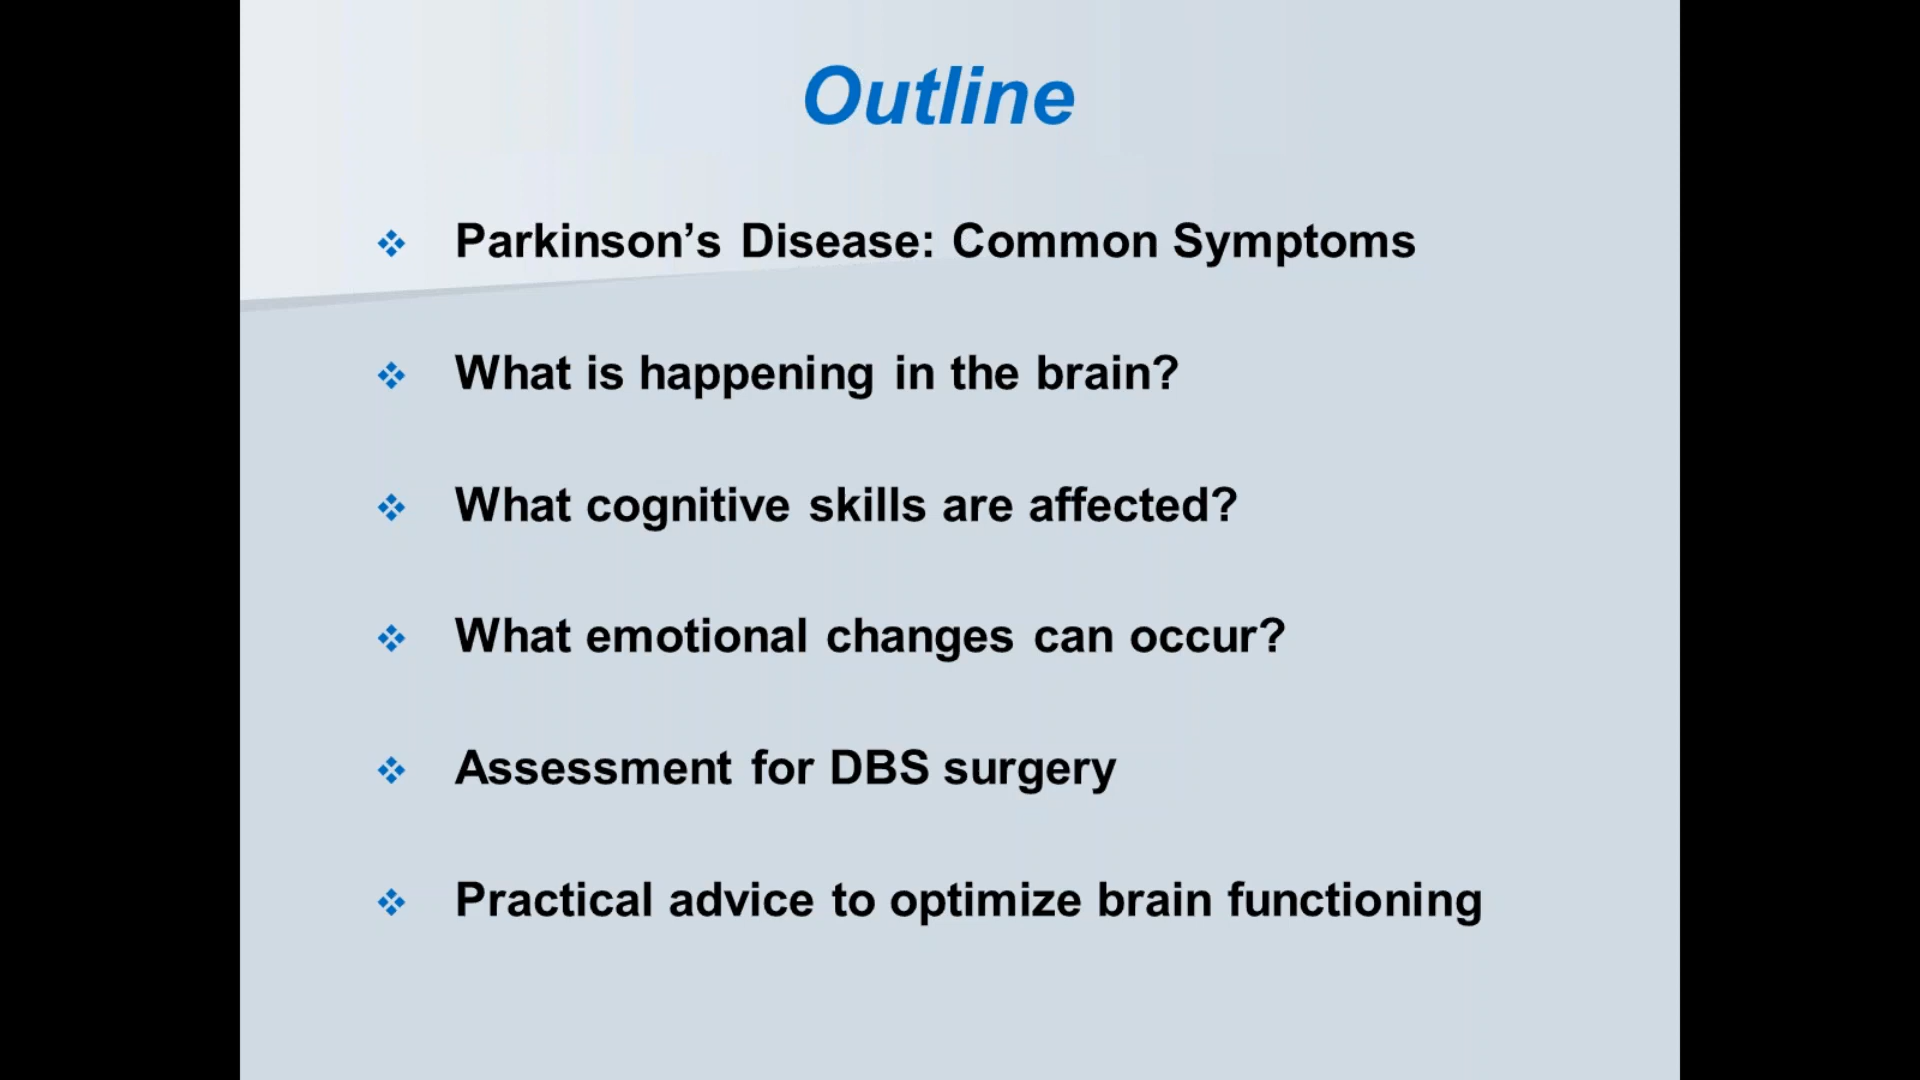 Outline
Parkinson’s Disease: Common Symptoms
What is happening in the brain?
What cognitive skills are affected?
What emotional changes can occur?
Assessment for DBS surgery
Practical advice to optimize brain functioning